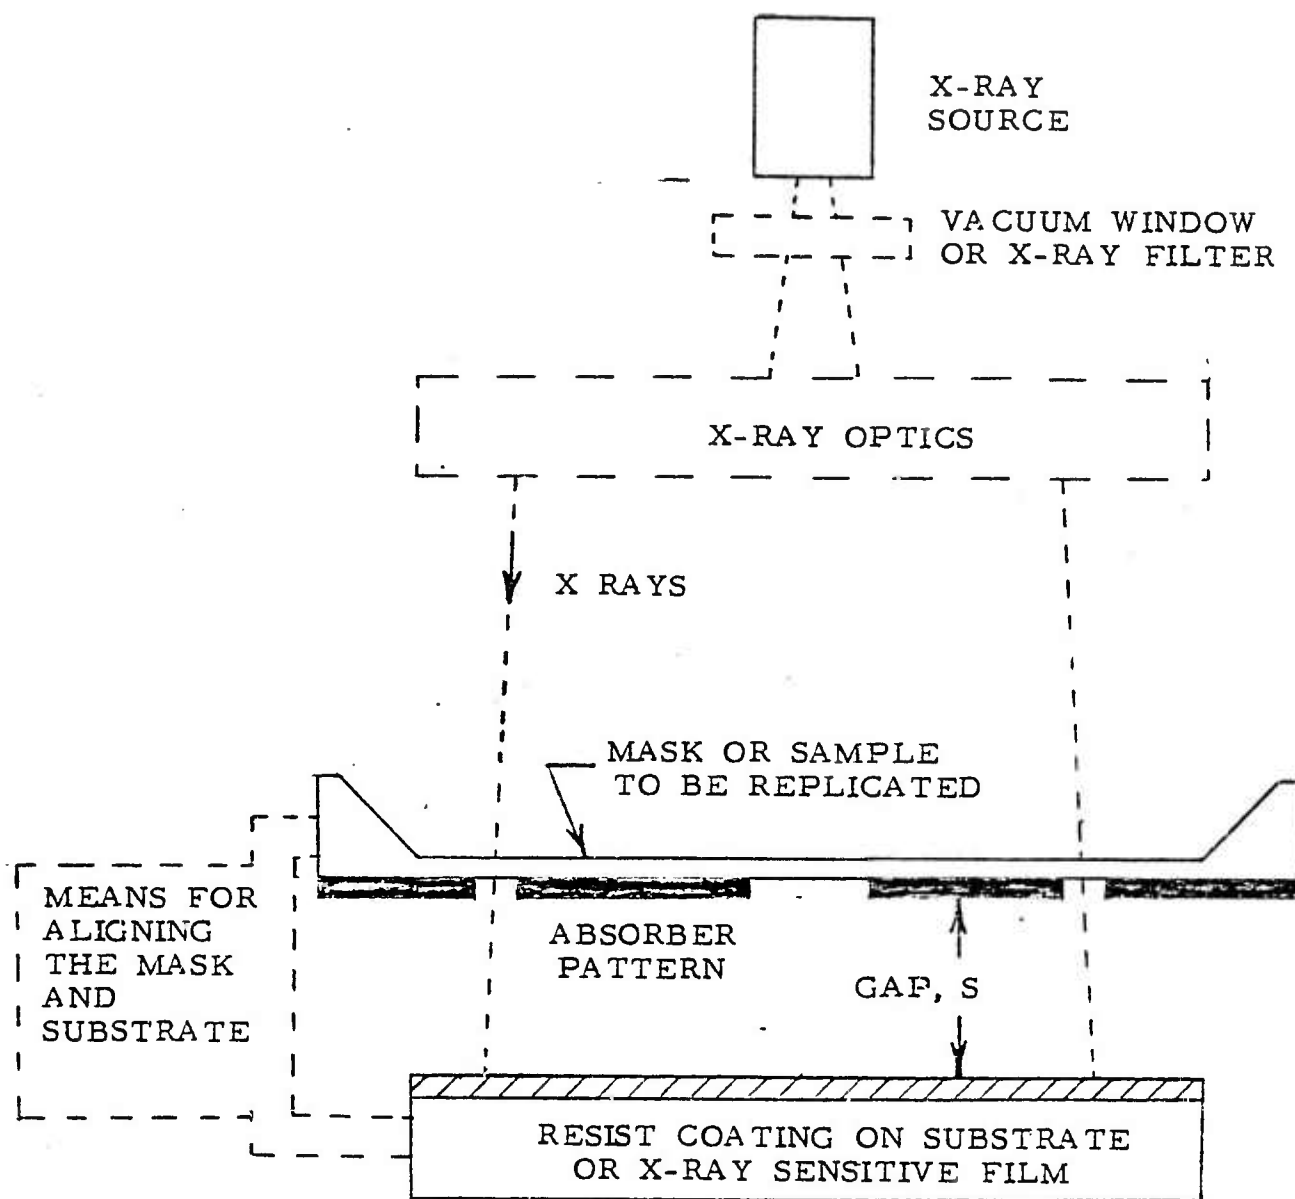 X-RAY
SOURCE
VACUUM WINDOW
OR X-RAY FILTER
X-RAY OPTICS
X RAYS
MASK OR SAMPLE
TO BE REPLICATED
MEANS FOR
ALIGNING
THE MASK
AND
SUBSTRATE
ABSORBER
PATTERN
GAP, S
RESIST COATING ON SUBSTRATE
OR X-RAY SENSITIVE FILM